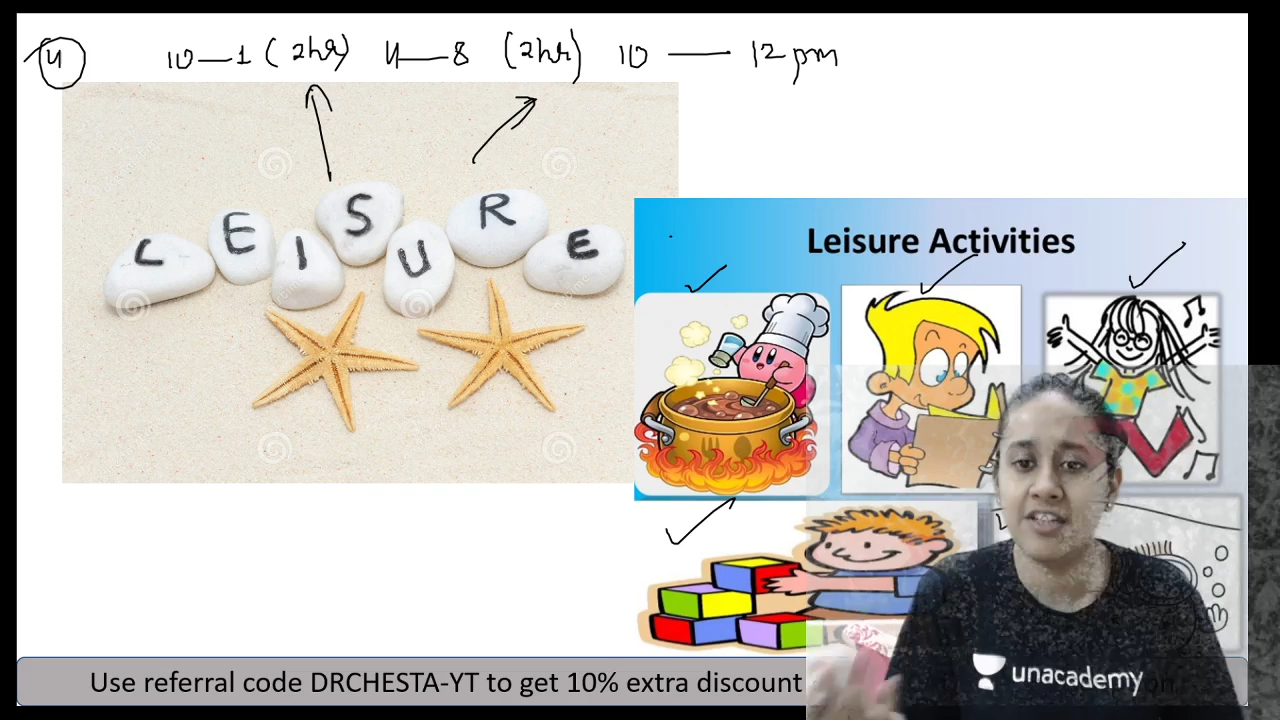 4 10—1 (2hr) 4—8 (2hr) 10 — 12 pm
LEISURE
Leisure Activities
unacademy
Use referral code DRCHESTA-YT to get 10% extra discount